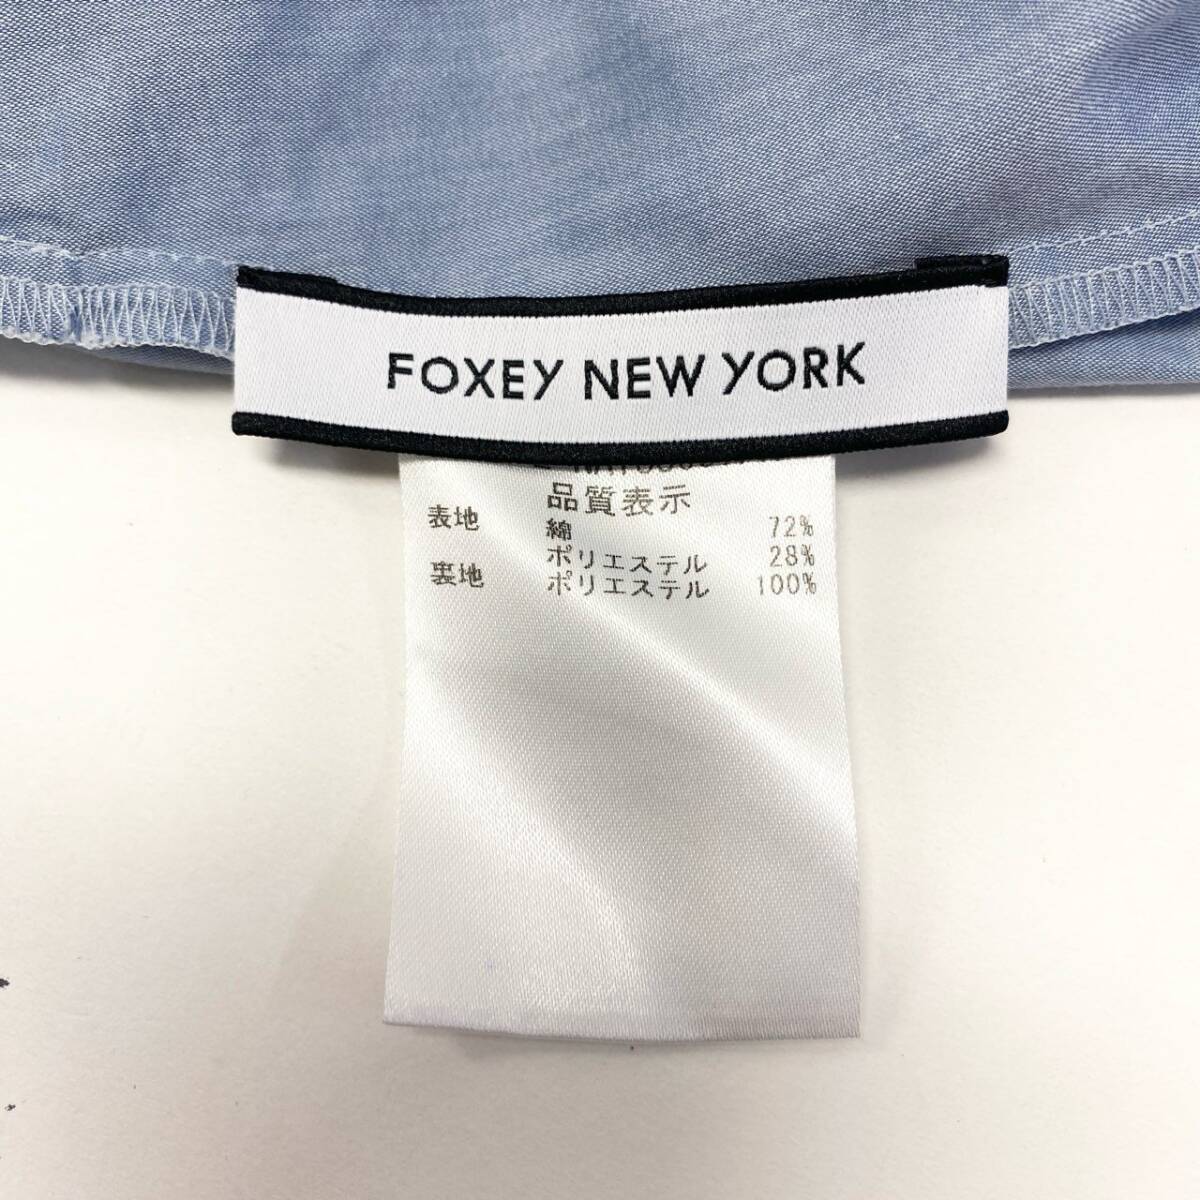 FOXEY NEW YORK
品質表示
表地 綿 72%
ポリエステル 28%
裏地 ポリエステル 100%